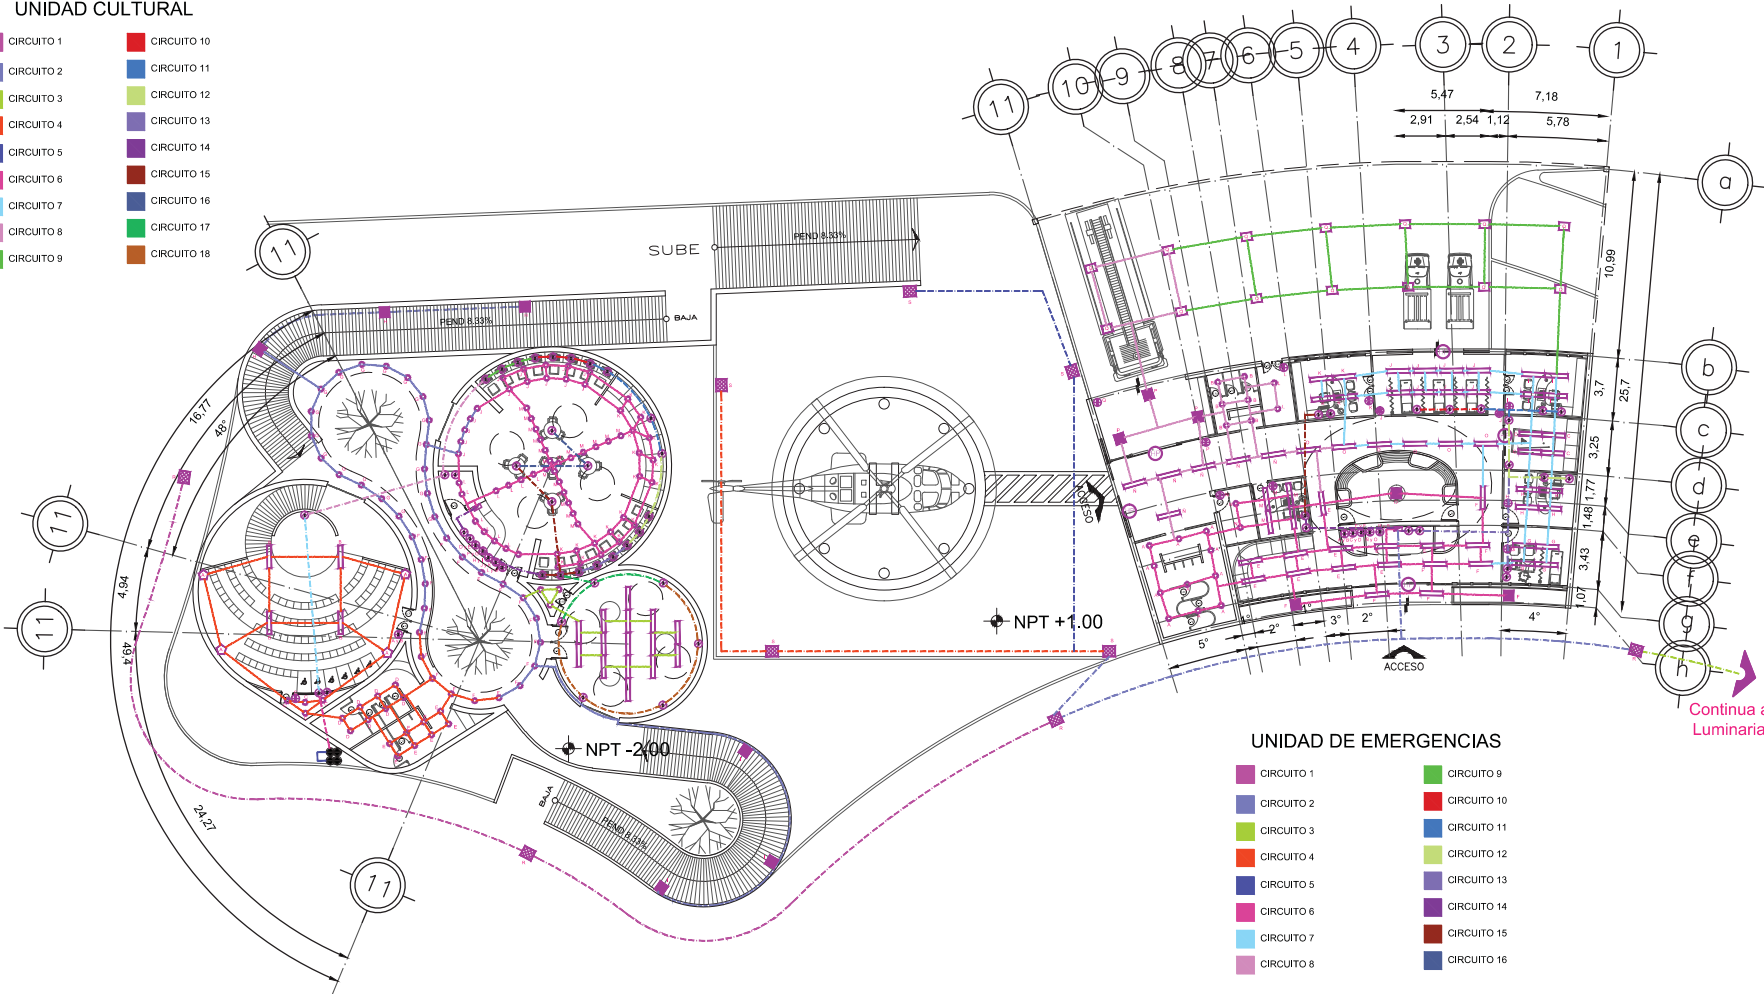 UNIDAD CULTURAL
CIRCUITO 1
CIRCUITO 2
CIRCUITO 3
CIRCUITO 4
CIRCUITO 5
CIRCUITO 6
CIRCUITO 7
CIRCUITO 8
CIRCUITO 9
CIRCUITO 10
CIRCUITO 11
CIRCUITO 12
CIRCUITO 13
CIRCUITO 14
CIRCUITO 15
CIRCUITO 16
CIRCUITO 17
CIRCUITO 18
11
10
9
8
7
6
5
4
3
2
1
5,47
7,18
2,91
2,54
1,12
5,78
a
b
c
d
e
f
g
h
10,99
25,7
3,7
3,25
1,77
1,48
3,43
1,07
11
11
11
11
SUBE
PEND 8.33%
PEND 8.33%
BAJA
16,77
48°
4,94
49,4
24,27
ACCESO
NPT +1.00
5°
1°
2°
1°
3°
2°
4°
ACCESO
NPT -2.00
BAJA
PEND 8.33%
Continua a
Luminaria
UNIDAD DE EMERGENCIAS
CIRCUITO 1
CIRCUITO 2
CIRCUITO 3
CIRCUITO 4
CIRCUITO 5
CIRCUITO 6
CIRCUITO 7
CIRCUITO 8
CIRCUITO 9
CIRCUITO 10
CIRCUITO 11
CIRCUITO 12
CIRCUITO 13
CIRCUITO 14
CIRCUITO 15
CIRCUITO 16